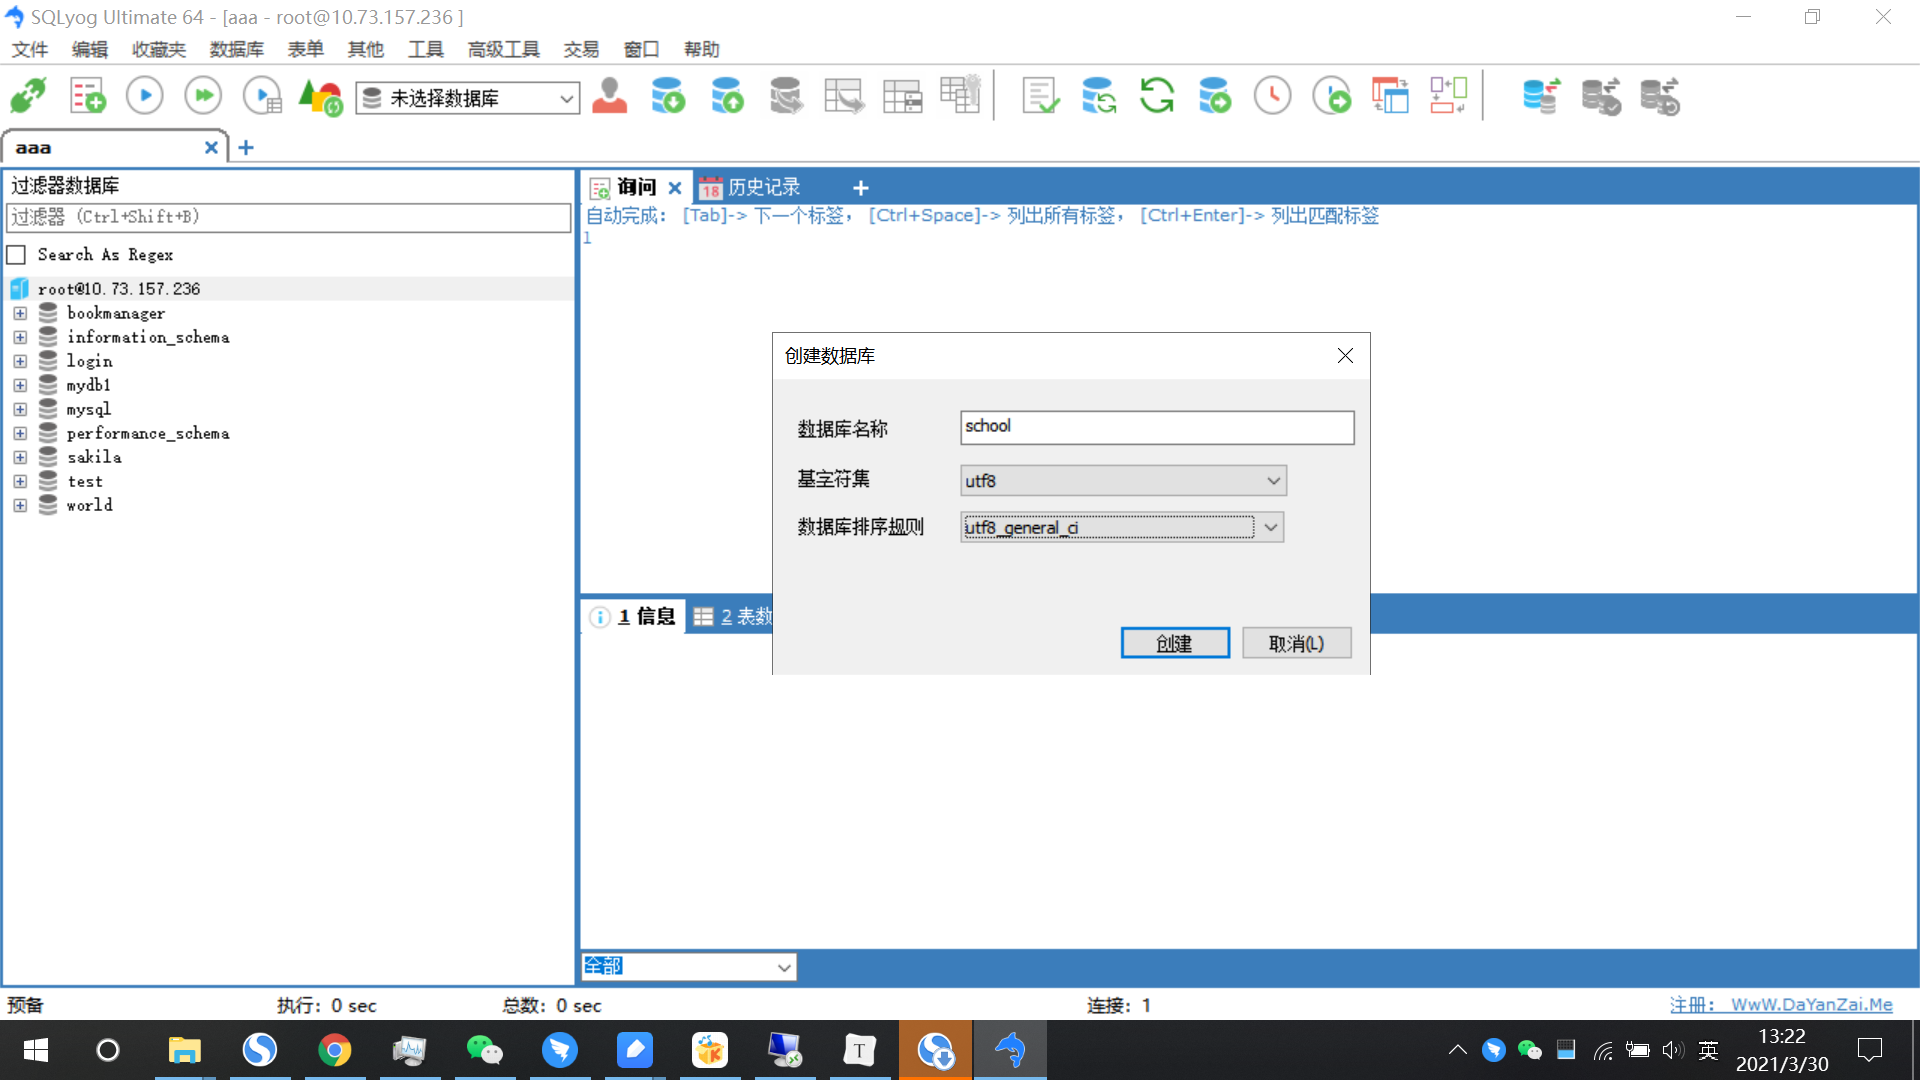 SQLyog Ultimate 64 - [aaa - root@10.73.157.236 ]
文件 编辑 收藏夹 数据库 表单 其他 工具 高级工具 交易 窗口 帮助
未选择数据库
aaa
过滤器数据库
过滤器 (Ctrl+Shift+B)
Search As Regex
root@10.73.157.236
bookmanager
information_schema
login
mydb1
mysql
performance_schema
sakila
test
world
询问 18 历史记录
自动完成: [Tab]-> 下一个标签, [Ctrl+Space]-> 列出所有标签, [Ctrl+Enter]-> 列出匹配标签
1
创建数据库
数据库名称 school
基字符集 utf8
数据库排序规则 utf8_general_ci
创建 取消(L)
1 信息 2 表数
全部
预备 执行: 0 sec 总数: 0 sec 连接: 1 注册: WwW.DaYanZai.Me
T
英
13:22
2021/3/30